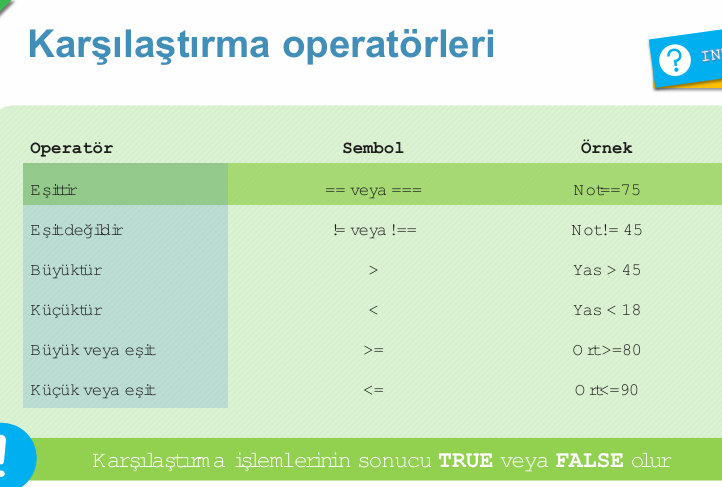 Karşılaştırma operatörleri
Operatör Sembol Örnek
Eşittir == veya === Not==75
Eşit değildir != veya !== Not != 45
Büyüktür > Yas > 45
Küçüktür < Yas < 18
Büyük veya eşit >= Ort >=80
Küçük veya eşit <= Ort<=90
! Karşılaştırma işlemlerinin sonucu TRUE veya FALSE olur